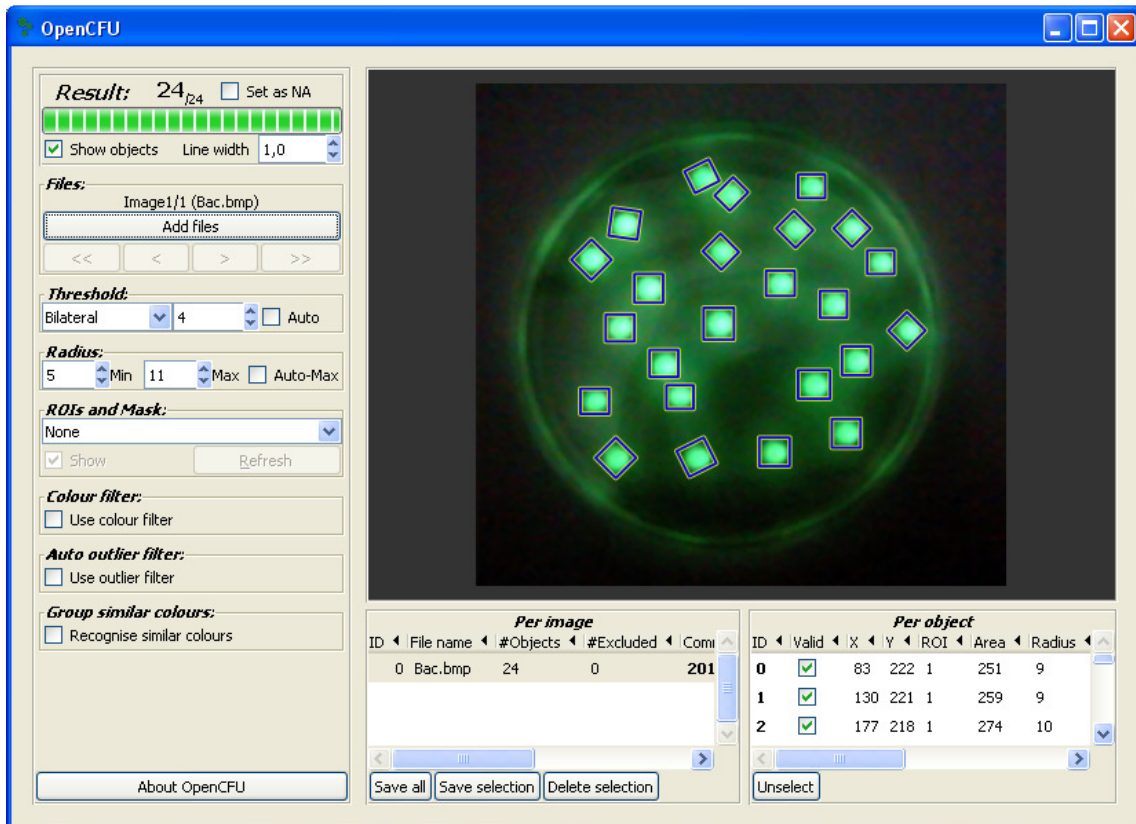 OpenCFU
Result: 24/24 Set as NA
Show objects Line width 1,0
Files:
Image1/1 (Bac.bmp)
Add files
<< < > >>
Threshold:
Bilateral 4 Auto
Radius:
5 Min 11 Max Auto-Max
ROIs and Mask:
None
Show Refresh
Colour filter:
Use colour filter
Auto outlier filter:
Use outlier filter
Group similar colours:
Recognise similar colours
About OpenCFU
Per image
ID File name #Objects #Excluded Com
0 Bac.bmp 24 0 201
Save all Save selection Delete selection
Per object
ID Valid X Y ROI Area Radius
0 83 222 1 251 9
1 130 221 1 259 9
2 177 218 1 274 10
Unselect